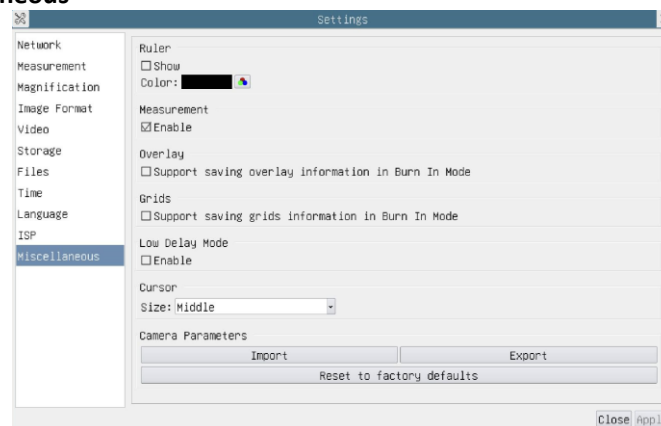 Settings
Network
Measurement
Magnification
Image Format
Video
Storage
Files
Time
Language
ISP
Miscellaneous
Ruler
Show
Color:
Measurement
Enable
Overlay
Support saving overlay information in Burn In Mode
Grids
Support saving grids information in Burn In Mode
Low Delay Mode
Enable
Cursor
Size: Middle
Camera Parameters
Import Export
Reset to factory defaults
Close Appl